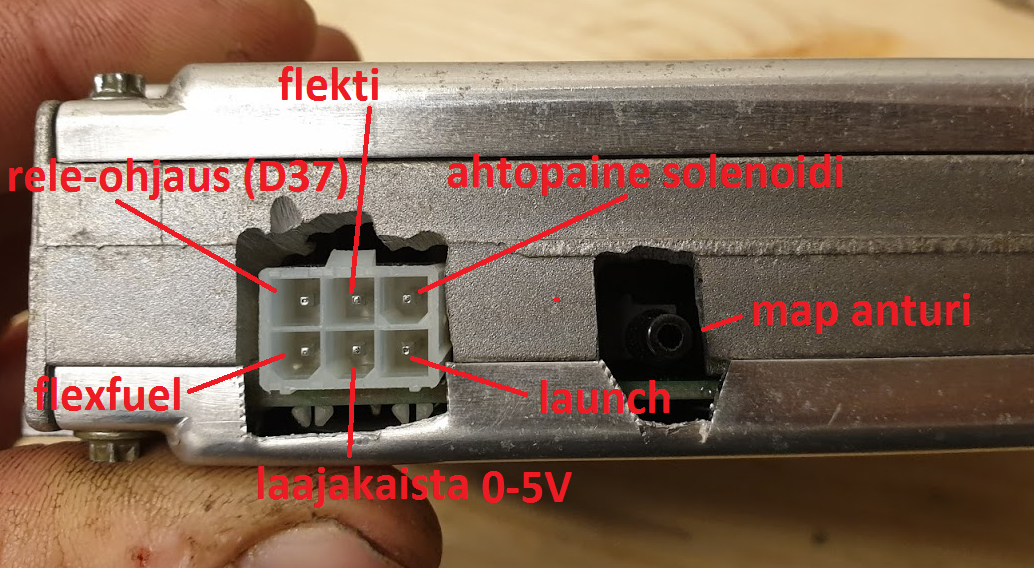 flekti
rele-ohjaus (D37)
ahtopaine solenoidi
map anturi
flexfuel
launch
laajakaista 0-5V